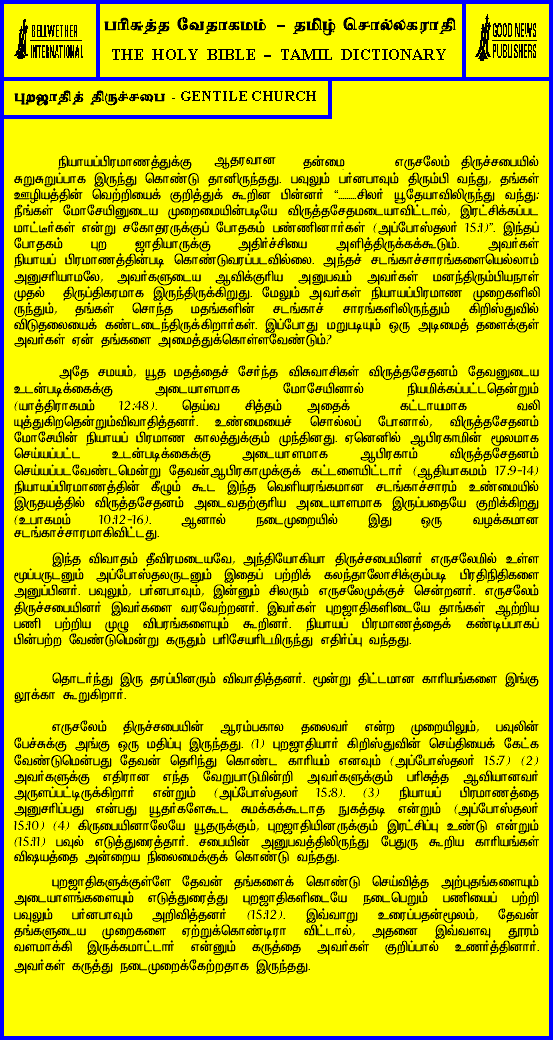 BELLWETHER
INTERNATIONAL
பரிசுத்த வேதாகமம் – தமிழ் சொல்லகராதி
THE HOLY BIBLE – TAMIL DICTIONARY
GOOD NEWS
PUBLISHERS
புறஜாதித் திருச்சபை - GENTILE CHURCH
நியாயப்பிரமாணத்துக்கு ஆதரவான தன்மை எருசலேம் திருச்சபையில்
சுறுசுறுப்பாக இருந்து கொண்டு தானிருந்தது. பவுலும் பர்னபாவும் திரும்பி வந்து, தங்கள்
ஊழியத்தின் வெற்றியைக் குறித்துக் கூறின பின்னர் “.........சிலர் யூதேயாவிலிருந்து வந்து;
நீங்கள் மோசேயினுடைய முறைமையின்படியே விருத்தசேதமடையாவிட்டால், இரட்சிக்கப்பட
மாட்டீர்கள் என்று சகோதரருக்குப் போதகம் பண்ணினார்கள் (அப்போஸ்தலர் 15.1)”. இந்தப்
போதகம் புற ஜாதியாருக்கு அதிர்ச்சியை அளித்திருக்கக்கூடும். அவர்கள்
நியாயப் பிரமாணத்தின்படி கொண்டுவரப்படவில்லை. அந்தச் சடங்காச்சாரங்களையெல்லாம்
அனுசரியாமலே, அவர்களுடைய ஆவிக்குரிய அனுபவம் அவர்கள் மனந்திரும்பியநாள்
முதல் திருப்திகரமாக இருந்திருக்கிறது. மேலும் அவர்கள் நியாயப்பிரமாண முறைகளிலி
ருந்தும், தங்கள் சொந்த மதங்களின் சடங்காச் சாரங்களிலிருந்தும் கிறிஸ்துவில்
விடுதலையைக் கண்டடைந்திருக்கிறார்கள். இப்போது மறுபடியும் ஒரு அடிமைத் தளைக்குள்
அவர்கள் ஏன் தங்களை அமைத்துக்கொள்ளவேண்டும்?
அதே சமயம், யூத மதத்தைச் சேர்ந்த விசுவாசிகள் விருத்தசேதனம் தேவனுடைய
உடன்படிக்கைக்கு அடையாளமாக மோசேயினால் நியமிக்கப்பட்டதென்றும்
(யாத்திராகமம் 12:48). தெய்வ சித்தம் அதைக் கட்டாயமாக வலி
யுத்துகிறதென்றும்விவாதித்தனர். உண்மையைச் சொல்லப் போனால், விருத்தசேதனம்
மோசேயின் நியாயப் பிரமாண காலத்துக்கும் முந்தினது. ஏனெனில் ஆபிரகாமின் மூலமாக
செய்யப்பட்ட உடன்படிக்கைக்கு அடையாளமாக ஆபிரகாம் விருத்தசேதனம்
செய்யப்படவேண்டமென்று தேவன்ஆபிரகாமுக்குக் கட்டளையிட்டார் (ஆதியாகமம் 17:9-14)
நியாயப்பிரமாணத்தின் கீழும் கூட இந்த வெளியரங்கமான சடங்காச்சாரம் உண்மையில்
இருதயத்தில் விருத்தசேதனம் அடைவதற்குரிய அடையாளமாக இருப்பதையே குறிக்கிறது
(உபாகமம் 10:12-16). ஆனால் நடைமுறையில் இது ஒரு வழக்கமான
சடங்காச்சாரமாகிவிட்டது.
இந்த விவாதம் தீவிரமடையவே, அந்தியோகியா திருச்சபையினர் எருசலேமில் உள்ள
மூப்பருடனும் அப்போஸ்தலருடனும் இதைப் பற்றிக் கலந்தாலோசிக்கும்படி பிரதிநிதிகளை
அனுப்பினர். பவுலும், பர்னபாவும், இன்னும் சிலரும் எருசலேமுக்குச் சென்றனர். எருசலேம்
திருச்சபையினர் இவர்களை வரவேற்றனர். இவர்கள் புறஜாதிகளிடையே தாங்கள் ஆற்றிய
பணி பற்றிய முழு விபரங்களையும் கூறினர். நியாயப் பிரமாணத்தைக் கண்டிப்பாகப்
பின்பற்ற வேண்டுமென்று கருதும் பரிசேயரிடமிருந்து எதிர்ப்பு வந்தது.
தொடர்ந்து இரு தரப்பினரும் விவாதித்தனர். மூன்று திட்டமான காரியங்களை இங்கு
லூக்கா கூறுகிறார்.
எருசலேம் திருச்சபையின் ஆரம்பகால தலைவர் என்ற முறையிலும், பவுலின்
பேச்சுக்கு அங்கு ஒரு மதிப்பு இருந்தது. (1) புறஜாதியார் கிறிஸ்துவின் செய்தியைக் கேட்க
வேண்டுமென்பது தேவன் தெரிந்து கொண்ட காரியம் எனவும் (அப்போஸ்தலர் 15.7) (2)
அவர்களுக்கு எதிரான எந்த வேறுபாடுமின்றி அவர்களுக்கும் பரிசுத்த ஆவியானவர்
அருளப்பட்டிருக்கிறார் என்றும் (அப்போஸ்தலர் 15:8). (3) நியாயப் பிரமாணத்தை
அனுசரிப்பது என்பது யூதர்களேகூட சுமக்கக்கூடாத நுகத்தடி என்றும் (அப்போஸ்தலர்
15:10) (4) கிருபையினாலேயே யூதருக்கும், புறஜாதியினருக்கும் இரட்சிப்பு உண்டு என்றும்
(15:11) பவுல் எடுத்துரைத்தார். சபையின் அனுபவத்திலிருந்து பேதுரு கூறிய காரியங்கள்
விஷயத்தை அன்றைய நிலைமைக்குக் கொண்டு வந்தது.
புறஜாதிகளுக்குள்ளே தேவன் தங்களைக் கொண்டு செய்வித்த அற்புதங்களையும்
அடையாளங்களையும் எடுத்துரைத்து புறஜாதிகளிடையே நடைபெறும் பணியைப் பற்றி
பவுலும் பர்னபாவும் அறிவித்தனர் (15.12). இவ்வாறு உரைப்பதன்மூலம், தேவன்
தங்களுடைய முறைகளை ஏற்றுக்கொண்டிரா விட்டால், அதனை இவ்வளவு தூரம்
வளமாக்கி இருக்கமாட்டார் என்னும் கருத்தை அவர்கள் குறிப்பால் உணர்த்தினார்.
அவர்கள் கருத்து நடைமுறைக்கேற்றதாக இருந்தது.